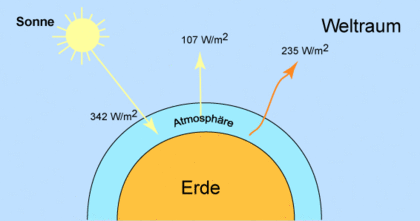 Sonne
Weltraum
107 W/m²
235 W/m²
342 W/m²
Atmosphäre
Erde